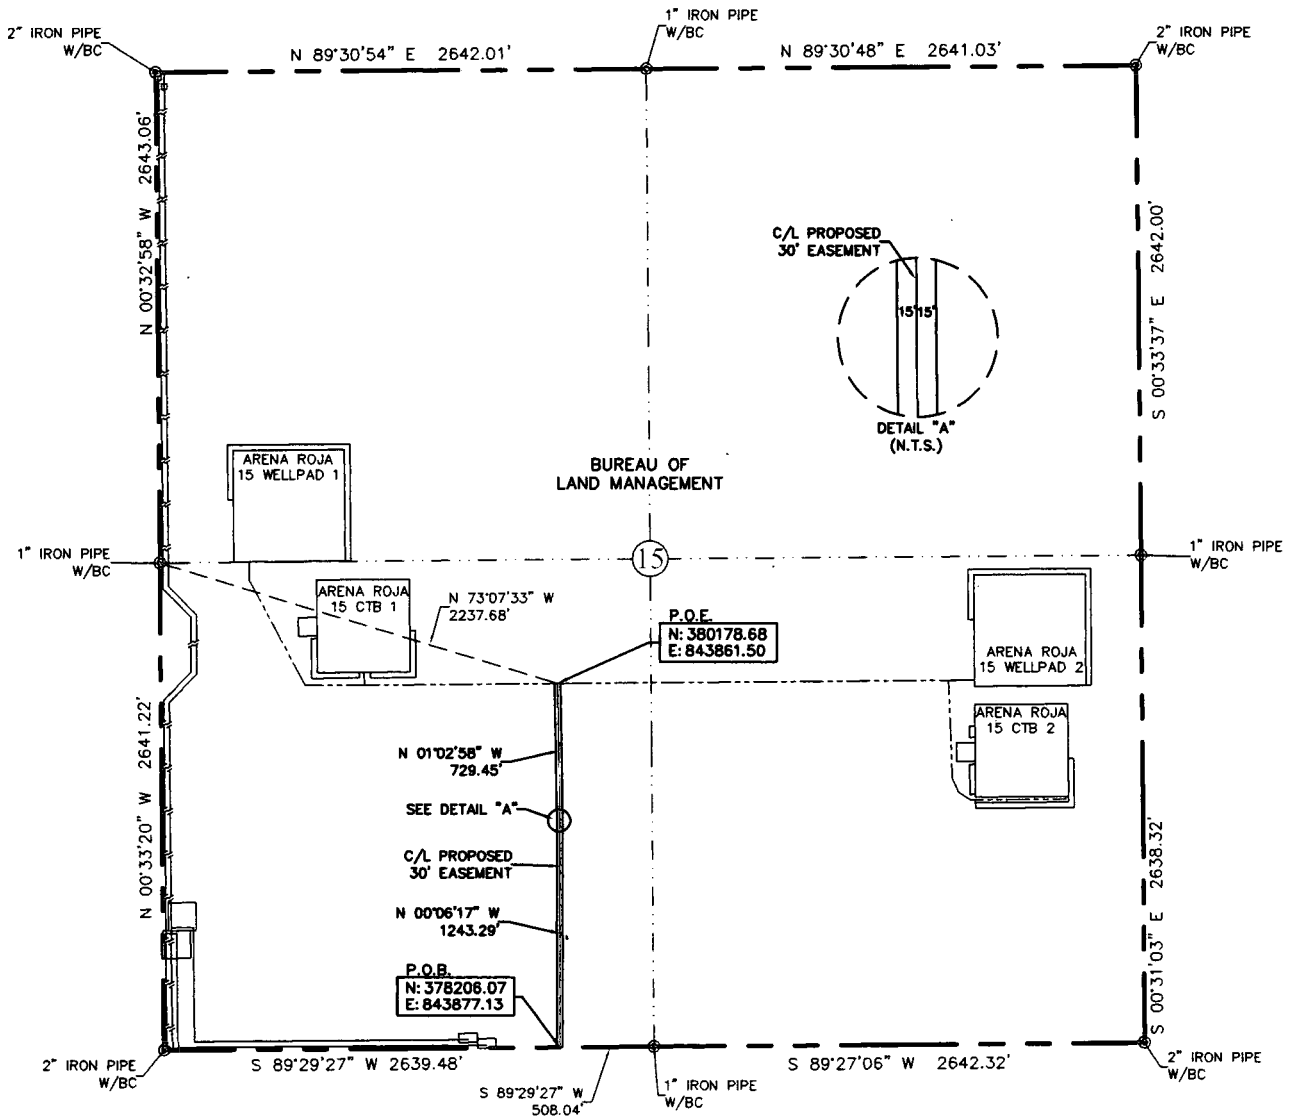 2" IRON PIPE
W/BC
N 89°30'54" E 2642.01'
1" IRON PIPE
W/BC
N 89°30'48" E 2641.03'
2" IRON PIPE
W/BC
N 00°32'58" W 2643.06'
S 00°33'37" E 2642.00'
C/L PROPOSED
30' EASEMENT
15' 15'
DETAIL "A"
(N.T.S.)
ARENA ROJA
15 WELLPAD 1
BUREAU OF
LAND MANAGEMENT
1" IRON PIPE
W/BC
15
1" IRON PIPE
W/BC
ARENA ROJA
15 CTB 1
N 73°07'33" W
2237.68'
P.O.E.
N: 380178.68
E: 843861.50
ARENA ROJA
15 WELLPAD 2
ARENA ROJA
15 CTB 2
N 00°33'20" W 2641.22'
N 01°02'58" W
729.45'
SEE DETAIL "A"
C/L PROPOSED
30' EASEMENT
N 00°06'17" W
1243.29'
S 00°31'03" E 2638.32'
P.O.B.
N: 378206.07
E: 843877.13
2" IRON PIPE
W/BC
S 89°29'27" W 2639.48'
S 89°29'27" W
508.04'
1" IRON PIPE
W/BC
S 89°27'06" W 2642.32'
2" IRON PIPE
W/BC